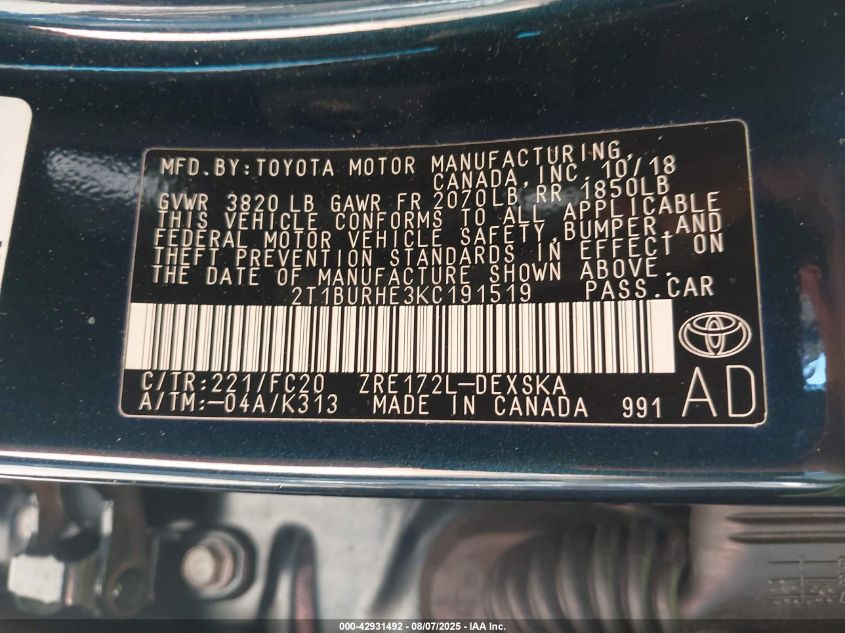 MFD.BY:TOYOTA MOTOR MANUFACTURING,
CANADA,INC. 10/18
GVWR 3820 LB GAWR FR 2070LB RR 1850LB
THIS VEHICLE CONFORMS TO ALL APPLICABLE
FEDERAL MOTOR VEHICLE SAFETY,BUMPER,AND
THEFT PREVENTION STANDARDS IN EFFECT ON
THE DATE OF MANUFACTURE SHOWN ABOVE.
2T1BURHE3KC191519 PASS.CAR
C/TR:221/FC20 ZRE172L-DEXSKA
A/TM:-04A/K313 MADE IN CANADA 991 AD
000-42931492 - 08/07/2025 - IAA Inc.